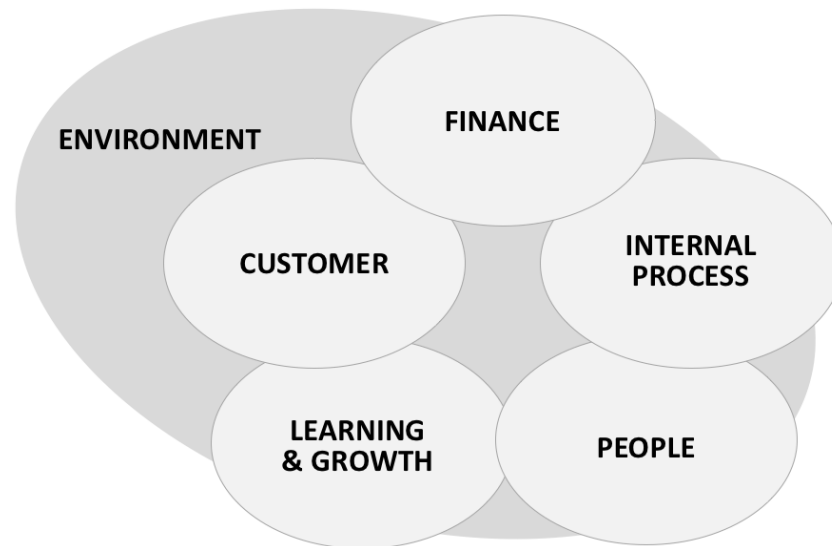 FINANCE
ENVIRONMENT
CUSTOMER
INTERNAL
PROCESS
LEARNING
& GROWTH
PEOPLE